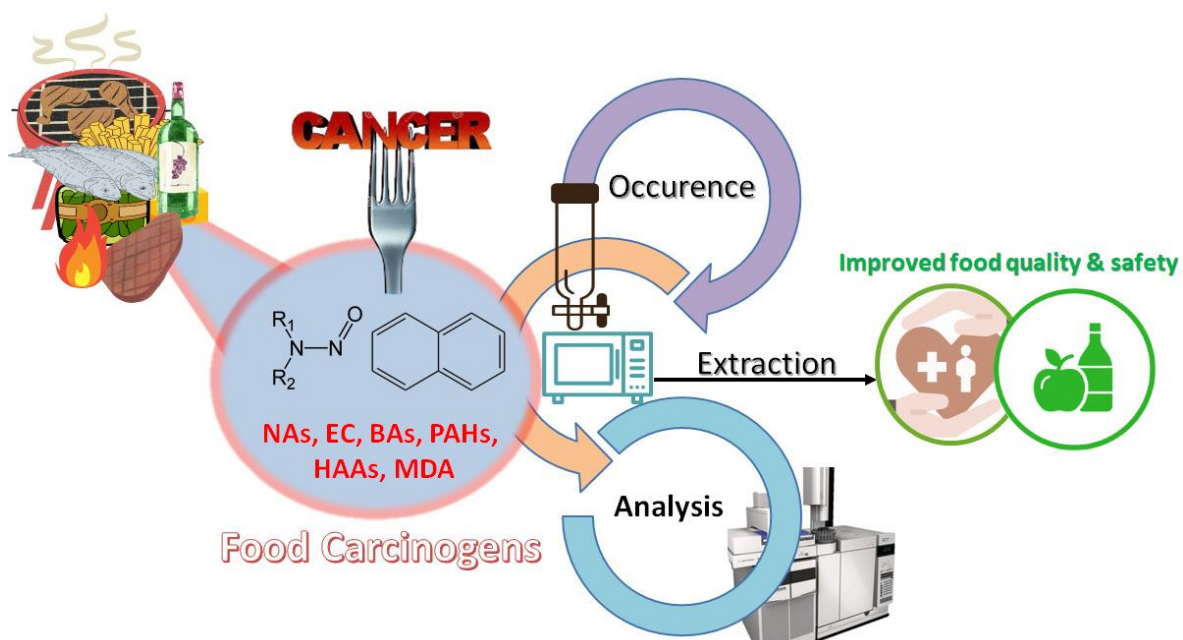 CANCER
Occurence
Improved food quality & safety
R1
O
N
N
R2
Extraction
NAs, EC, BAs, PAHs,
HAAs, MDA
Analysis
Food Carcinogens